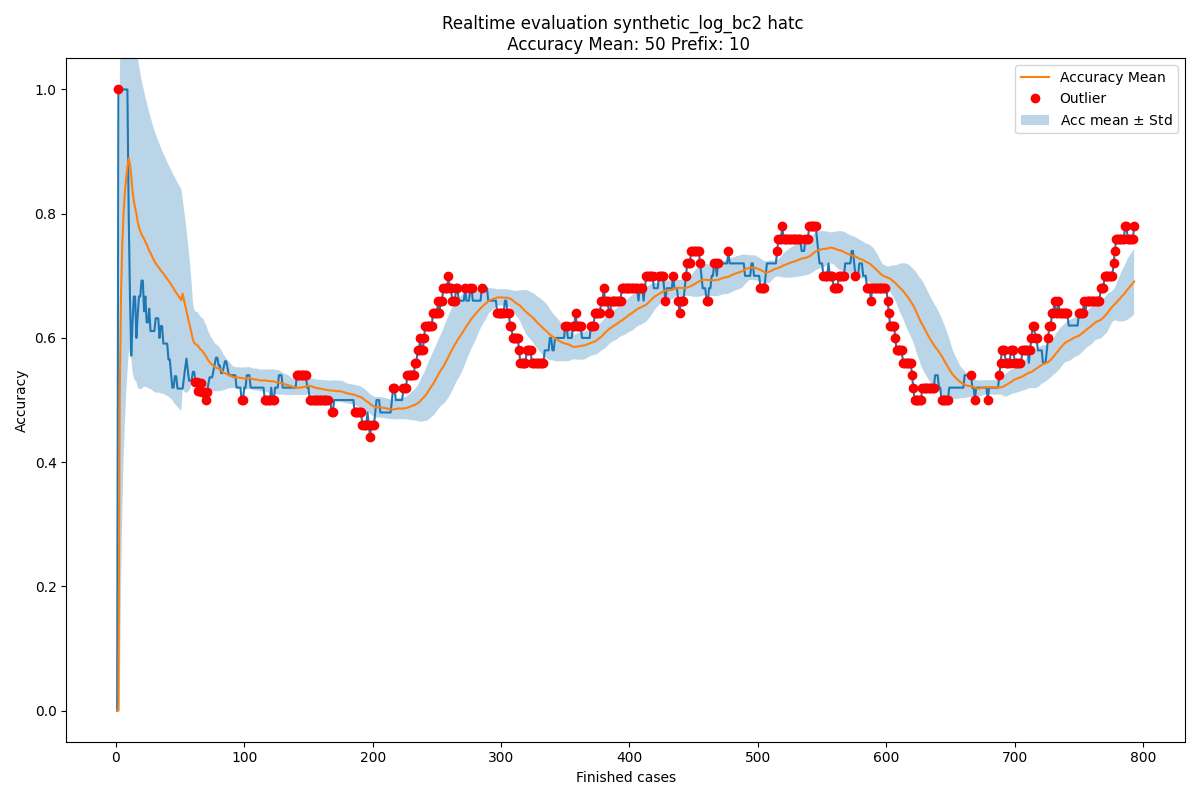 Realtime evaluation synthetic_log_bc2 hatc
Accuracy Mean: 50 Prefix: 10
Accuracy Mean
Outlier
Acc mean ± Std
1.0
0.8
0.6
0.4
0.2
0.0
Accuracy
0 100 200 300 400 500 600 700 800
Finished cases